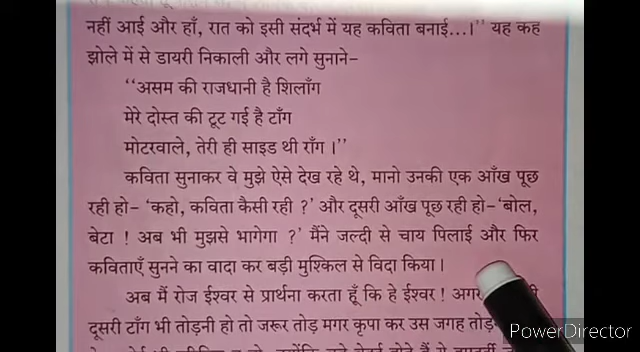 नहीं आई और हाँ, रात को इसी संदर्भ में यह कविता बनाई...।’’ यह कह
झोले में से डायरी निकाली और लगे सुनाने–
‘‘असम की राजधानी है शिलाँग
मेरे दोस्त की टूट गई है टाँग
मोटरवाले, तेरी ही साइड थी राँग ।’’
कविता सुनाकर वे मुझे ऐसे देख रहे थे, मानो उनकी एक आँख पूछ
रही हो– ‘कहो, कविता कैसी रही ?’ और दूसरी आँख पूछ रही हो–‘बोल,
बेटा ! अब भी मुझसे भागेगा ?’ मैंने जल्दी से चाय पिलाई और फिर
कविताएँ सुनने का वादा कर बड़ी मुश्किल से विदा किया।
अब मैं रोज ईश्वर से प्रार्थना करता हूँ कि हे ईश्वर ! अगर
दूसरी टाँग भी तोड़नी हो तो जरूर तोड़ मगर कृपा कर उस जगह तोड़
PowerDirector